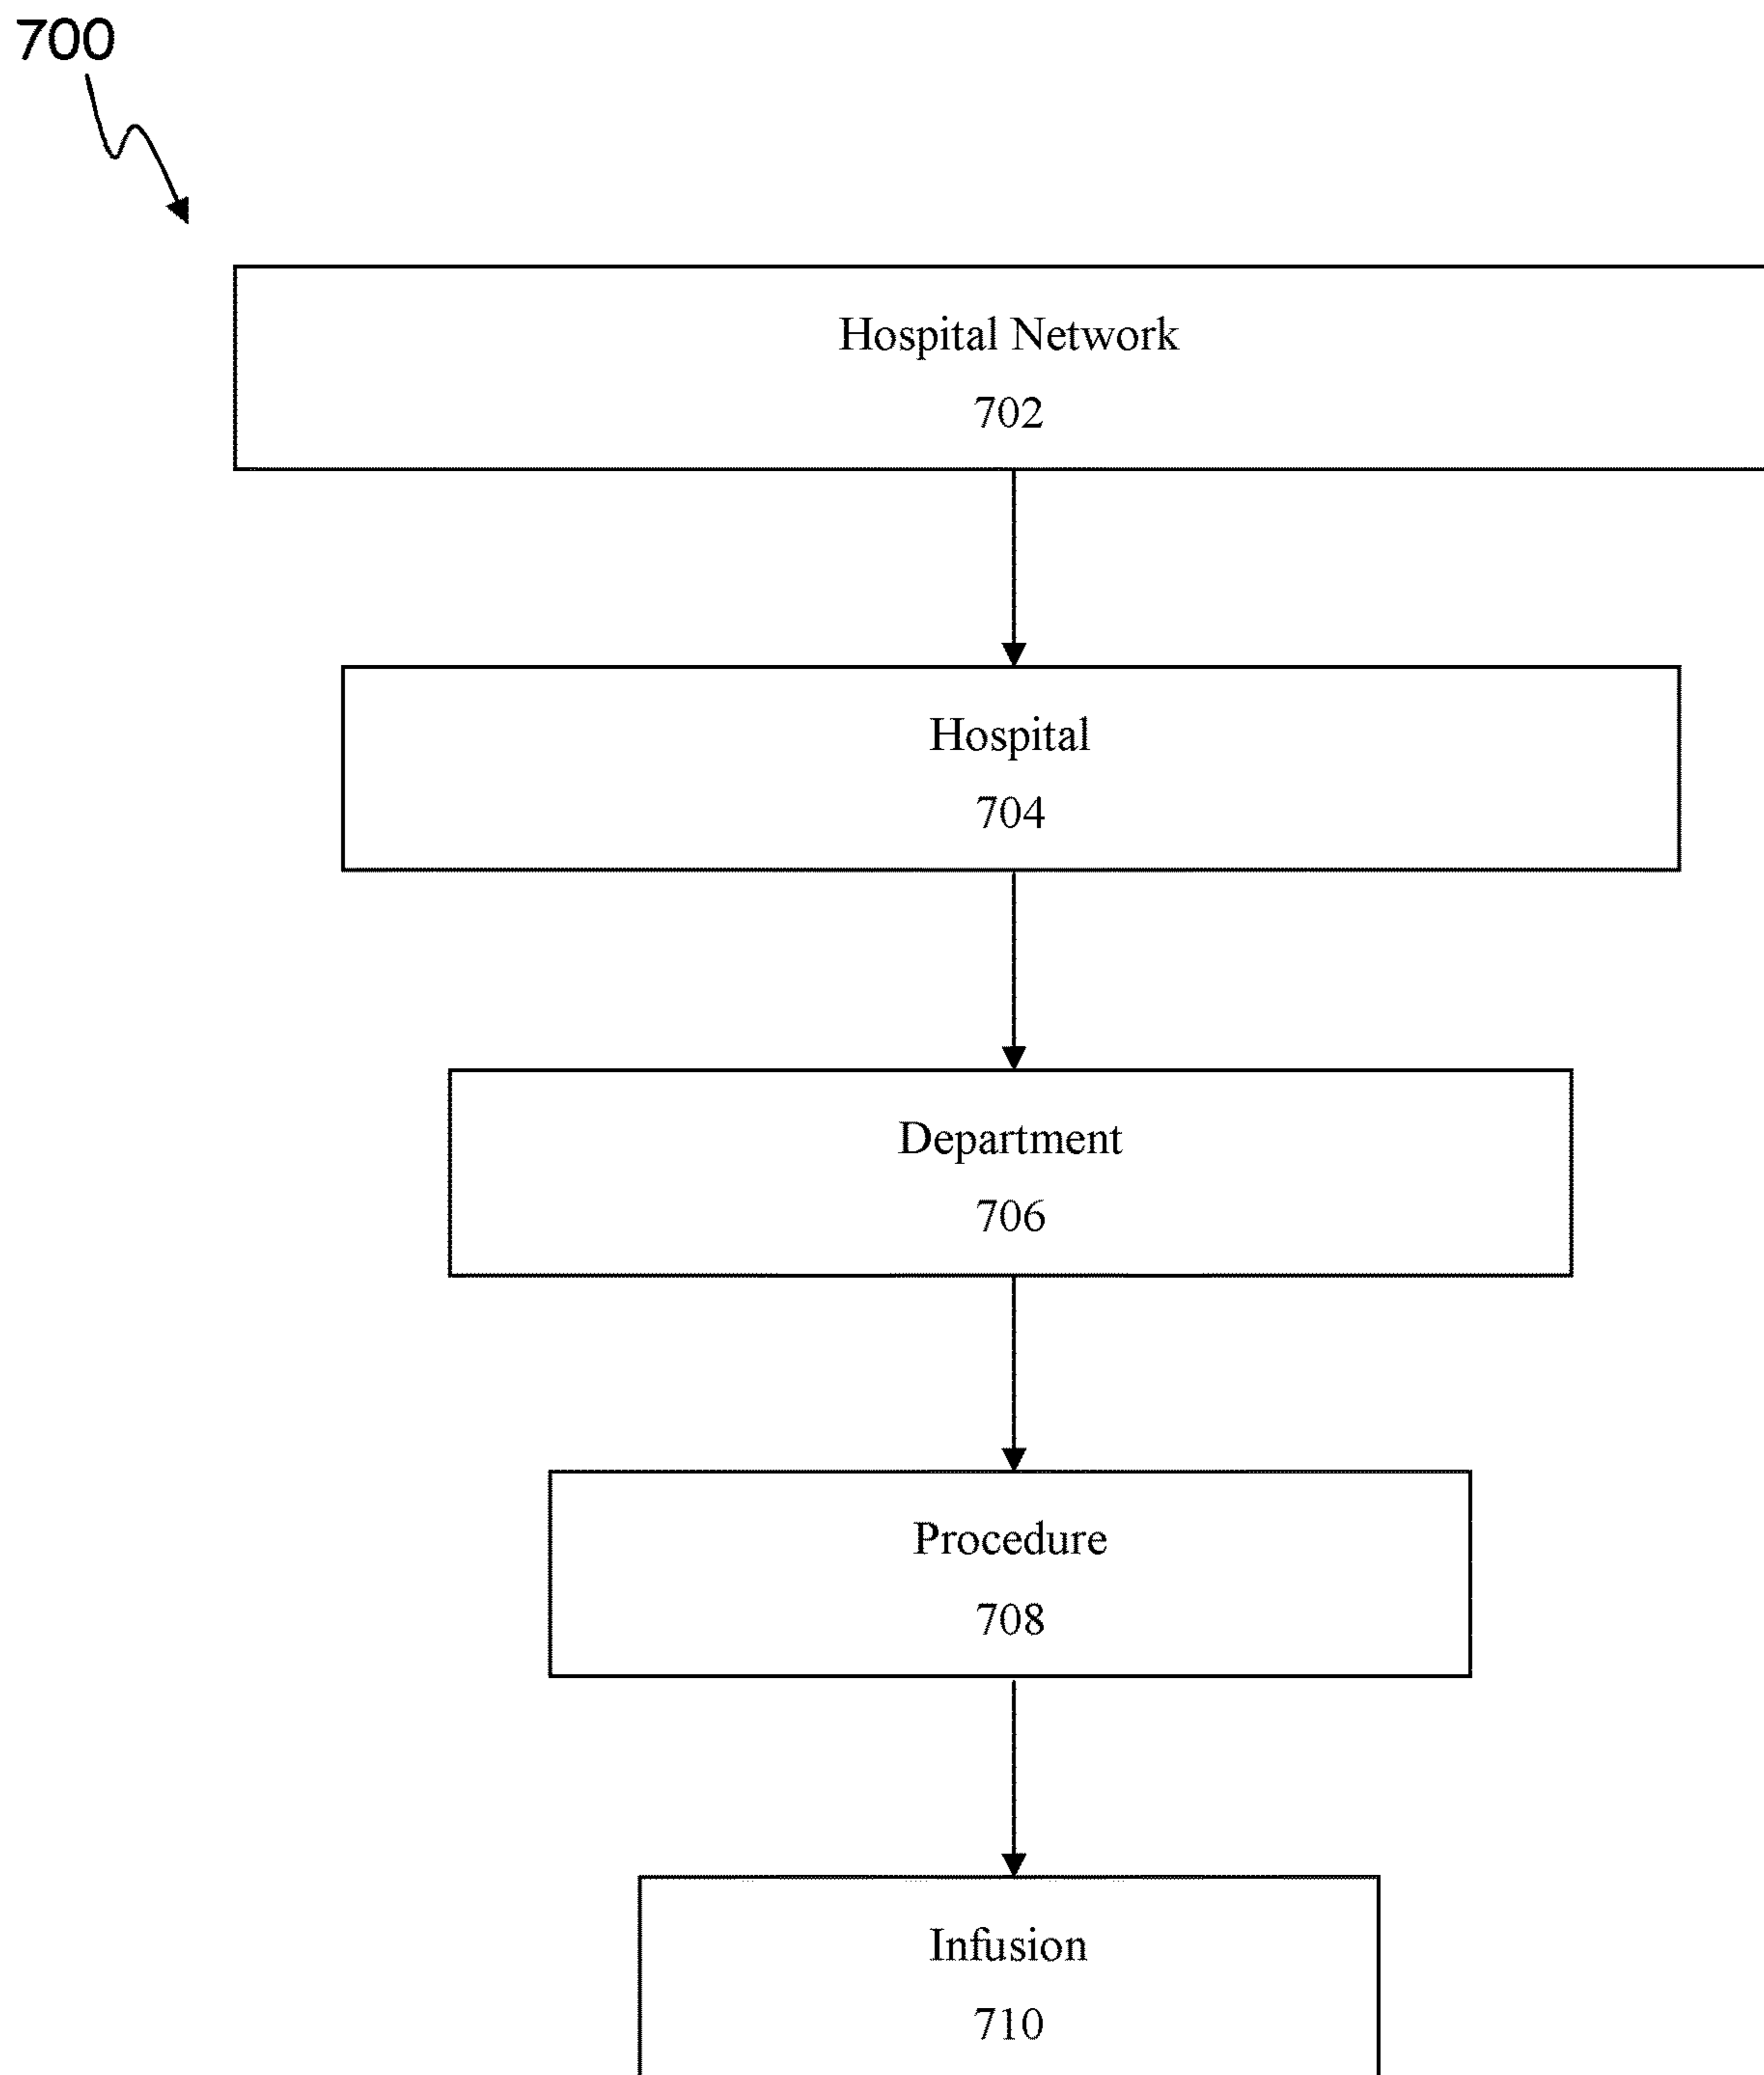 700
Hospital Network
702
Hospital
704
Department
706
Procedure
708
Infusion
710